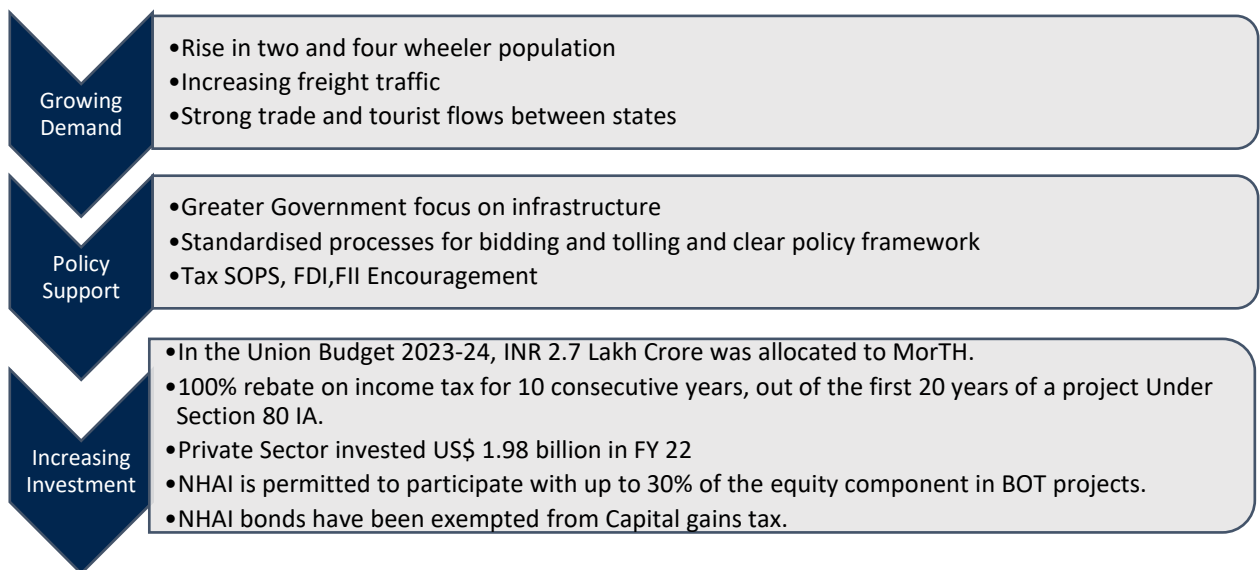 Growing
Demand
•Rise in two and four wheeler population
•Increasing freight traffic
•Strong trade and tourist flows between states
Policy
Support
•Greater Government focus on infrastructure
•Standardised processes for bidding and tolling and clear policy framework
•Tax SOPS, FDI,FII Encouragement
Increasing
Investment
•In the Union Budget 2023-24, INR 2.7 Lakh Crore was allocated to MorTH.
•100% rebate on income tax for 10 consecutive years, out of the first 20 years of a project Under
Section 80 IA.
•Private Sector invested US$ 1.98 billion in FY 22
•NHAI is permitted to participate with up to 30% of the equity component in BOT projects.
•NHAI bonds have been exempted from Capital gains tax.